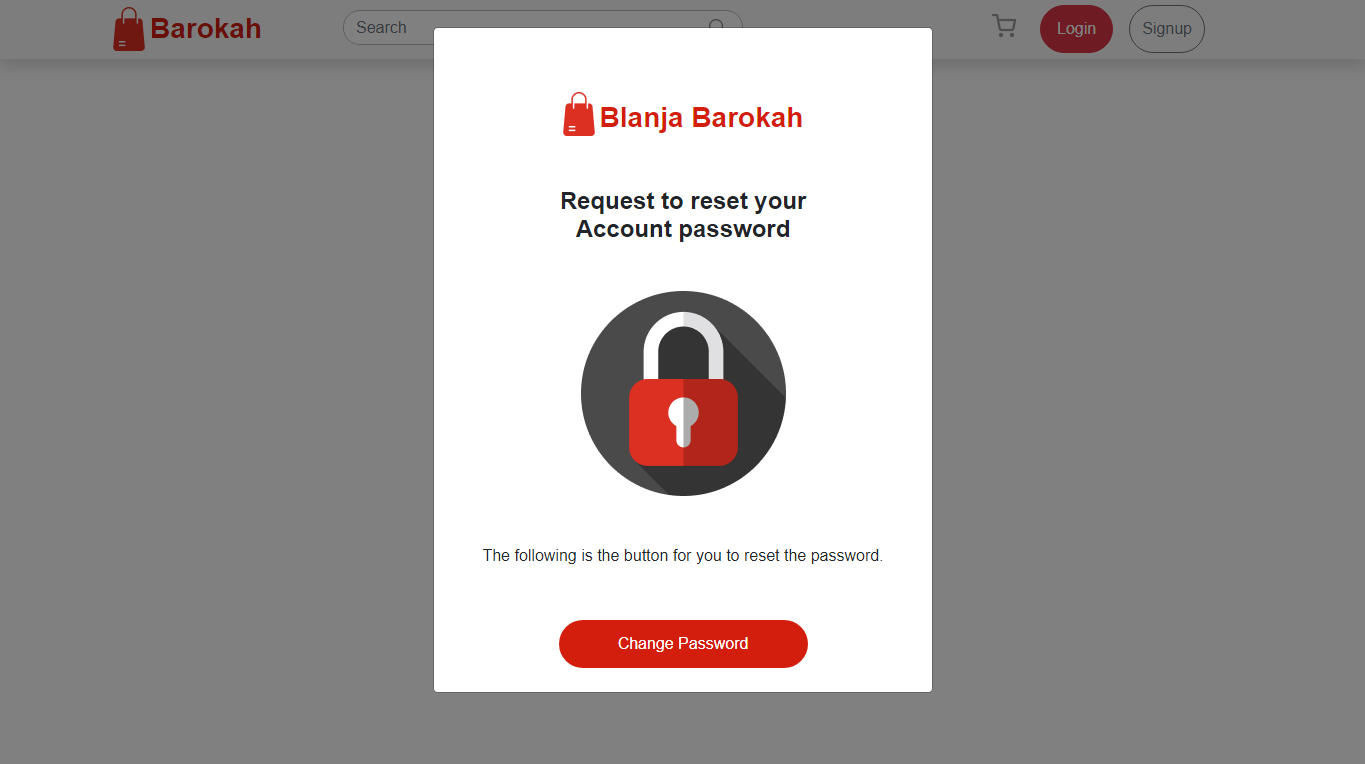 Barokah
Search
Login
Signup
Blanja Barokah
Request to reset your
Account password
The following is the button for you to reset the password.
Change Password